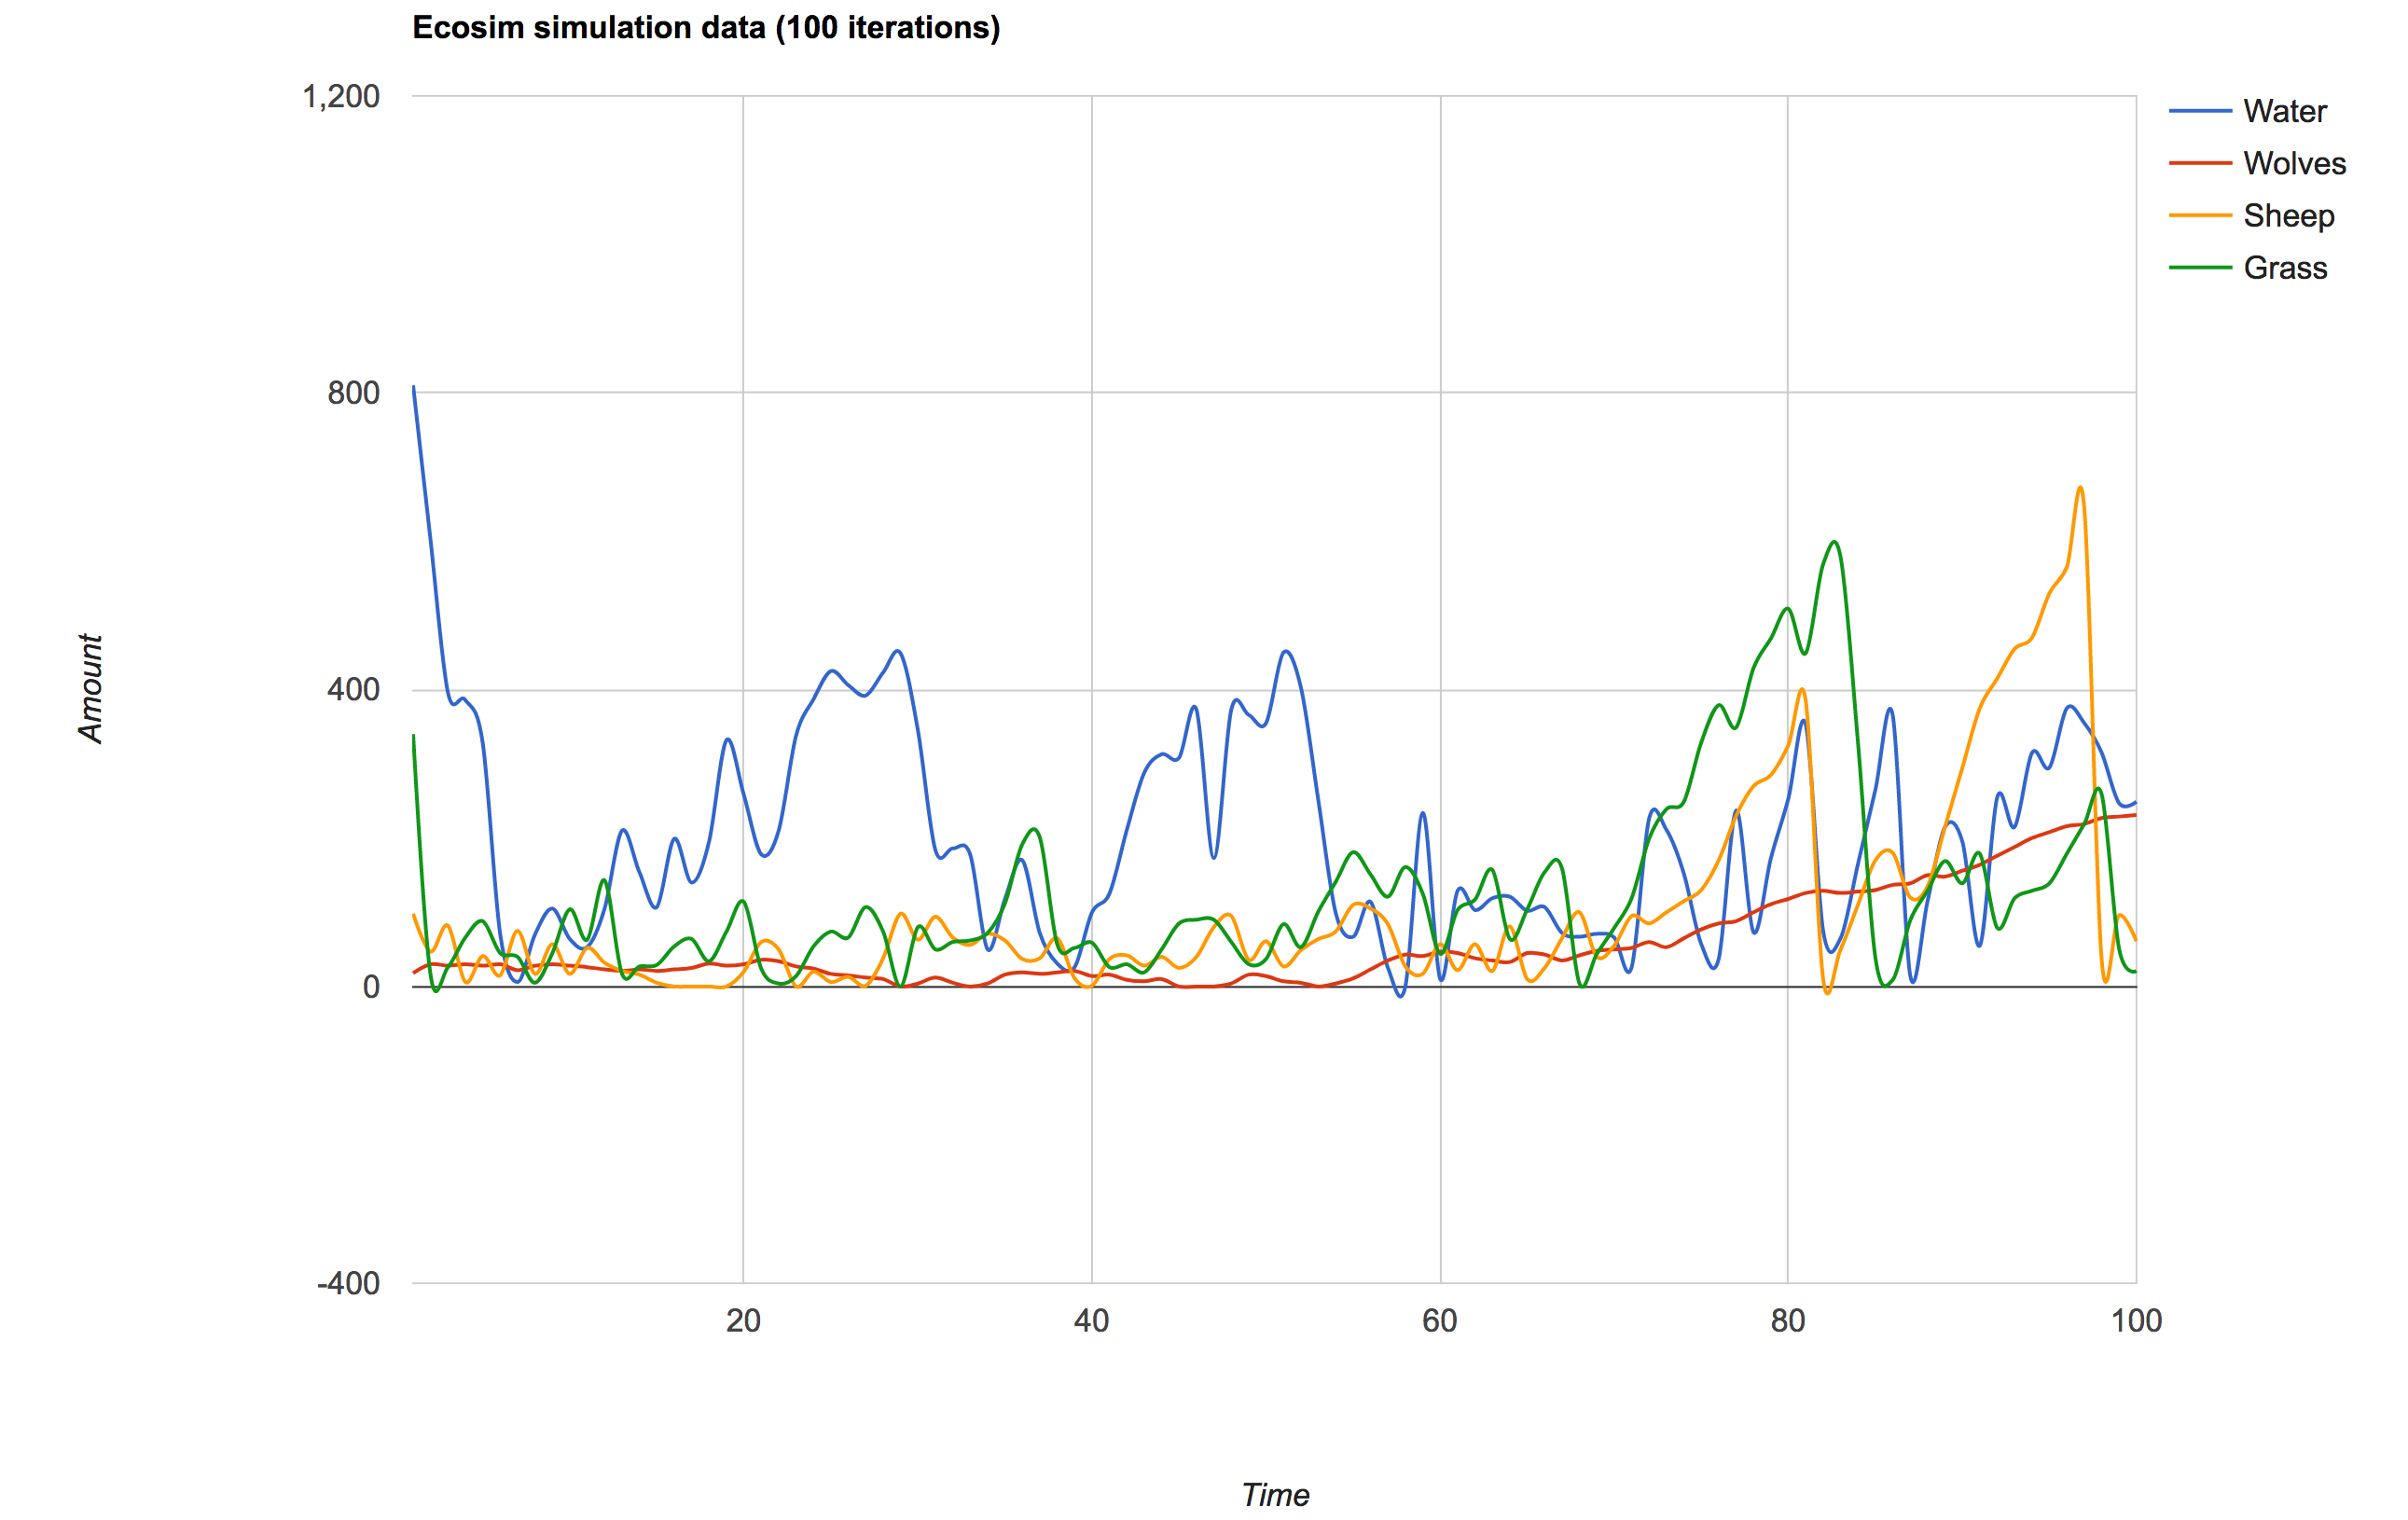 Ecosim simulation data (100 iterations)
1,200
800
400
0
-400
Amount
20 40 60 80 100
Time
Water
Wolves
Sheep
Grass